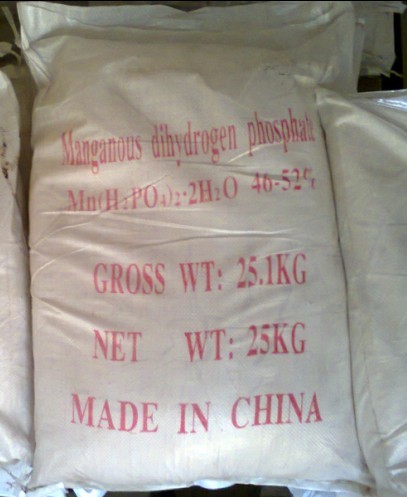 Manganous dihydrogen phosphate
Mn(H₂PO₄)₂·2H₂O 46-52%
GROSS WT: 25.1KG
NET WT: 25KG
MADE IN CHINA